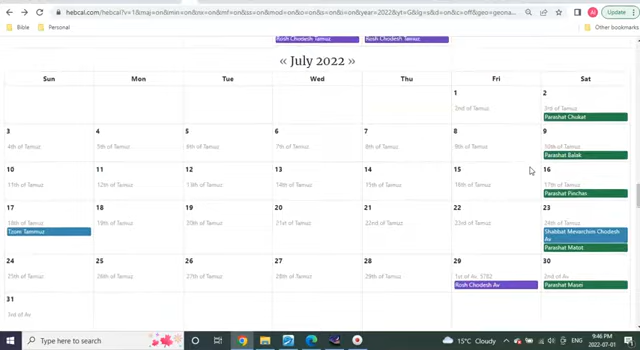 hebcal.com/hebcal?v=1&maj=on&min=on&nx=on&mf=on&ss=on&mod=on&o=on&s=on&i=on&year=2022&yt=G&lg=s&d=on&c=off&geo=geona...
Update
Bible
Personal
Other bookmarks
Rosh Chodesh Tamuz
Rosh Chodesh Tamuz
« July 2022 »
Sun Mon Tue Wed Thu Fri Sat
1 2
2nd of Tamuz 3rd of Tamuz
Parashat Chukat
3 4 5 6 7 8 9
4th of Tamuz 5th of Tamuz 6th of Tamuz 7th of Tamuz 8th of Tamuz 9th of Tamuz 10th of Tamuz
Parashat Balak
10 11 12 13 14 15 16
11th of Tamuz 12th of Tamuz 13th of Tamuz 14th of Tamuz 15th of Tamuz 16th of Tamuz 17th of Tamuz
Parashat Pinchas
17 18 19 20 21 22 23
18th of Tamuz 19th of Tamuz 20th of Tamuz 21st of Tamuz 22nd of Tamuz 23rd of Tamuz 24th of Tamuz
Tzom Tammuz Shabbat Mevarchim Chodesh
Av
Parashat Matot
24 25 26 27 28 29 30
25th of Tamuz 26th of Tamuz 27th of Tamuz 28th of Tamuz 29th of Tamuz 1st of Av, 5782 2nd of Av
Rosh Chodesh Av Parashat Masei
31
3rd of Av
Type here to search
15°C Cloudy
ENG
9:46 PM
2022-07-01